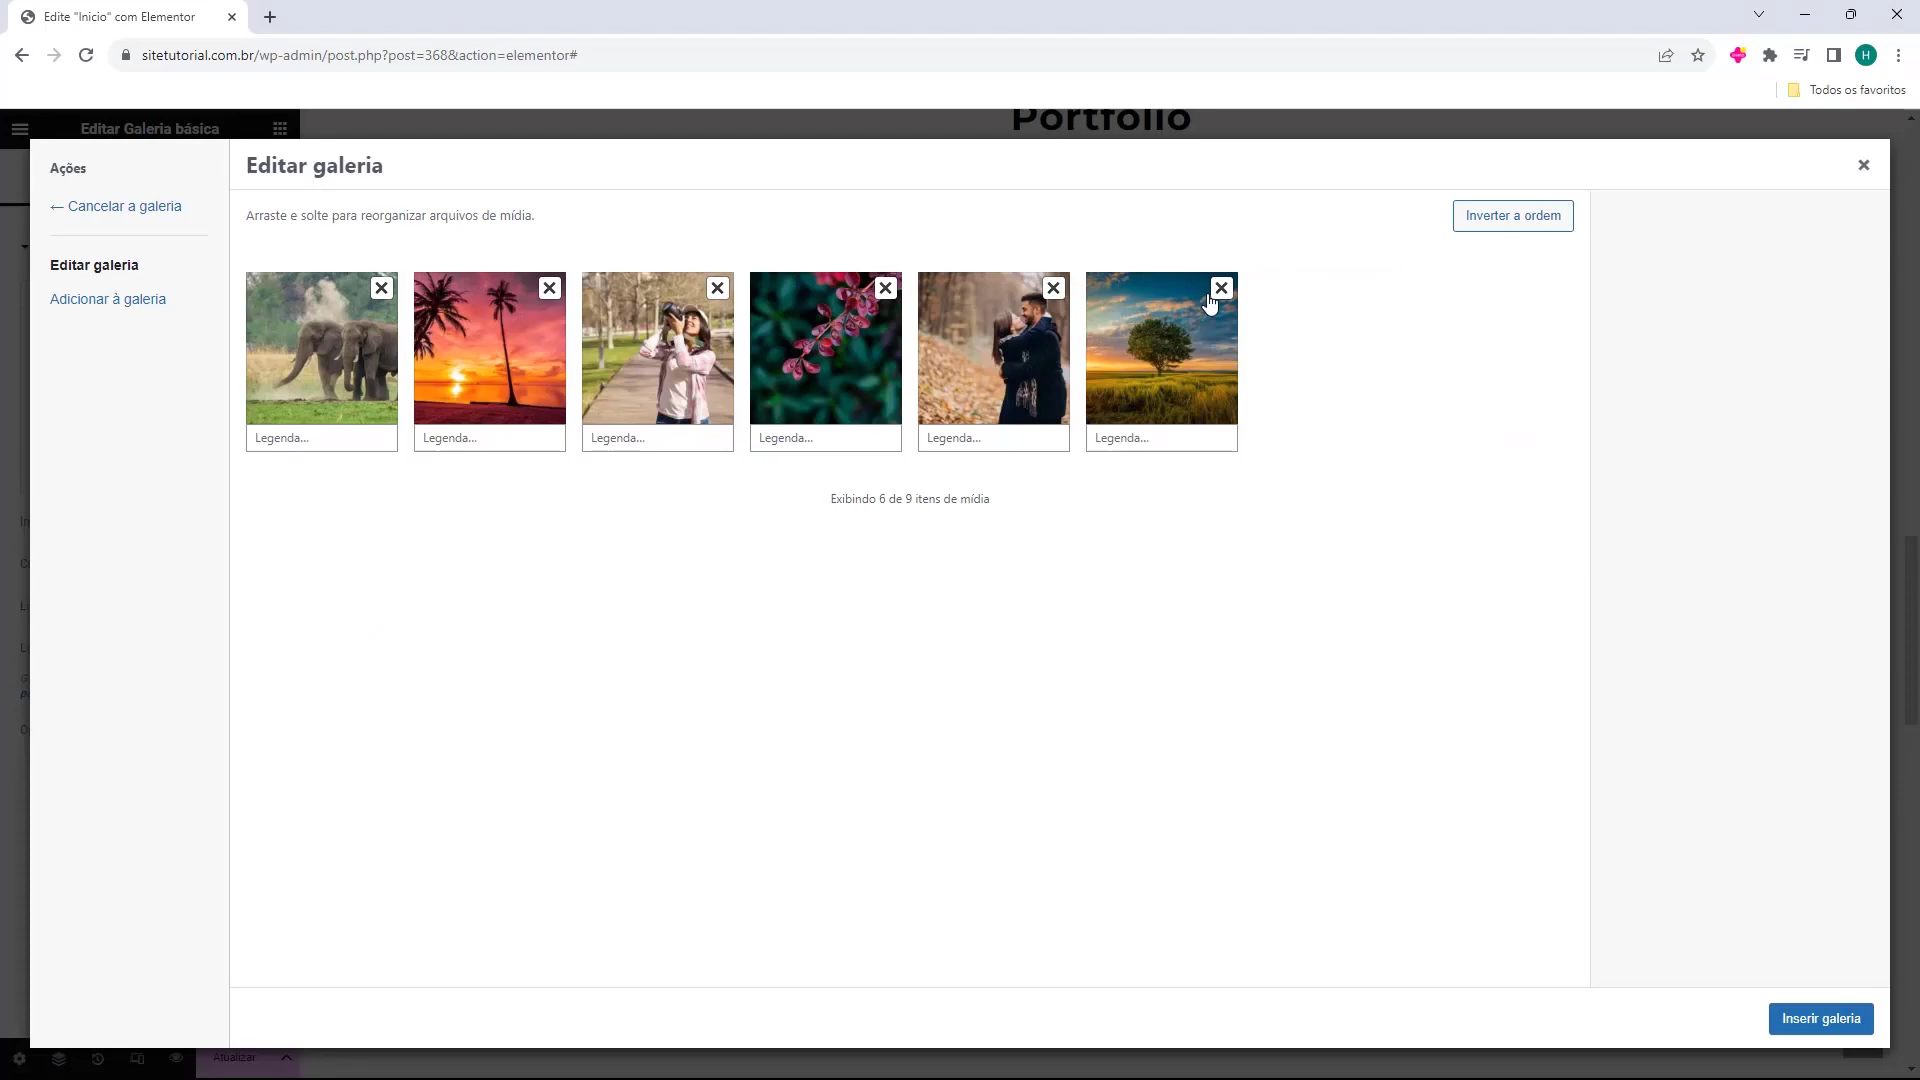 Edite "Inicio" com Elementor
sitetutorial.com.br/wp-admin/post.php?post=368&action=elementor#
H
Todos os favoritos
Editar Galeria básica
Portfolio
Ações
← Cancelar a galeria
Editar galeria
Adicionar à galeria
Editar galeria
Arraste e solte para reorganizar arquivos de mídia.
Inverter a ordem
Legenda...
Legenda...
Legenda...
Legenda...
Legenda...
Legenda...
Exibindo 6 de 9 itens de mídia
Inserir galeria
Atualizar